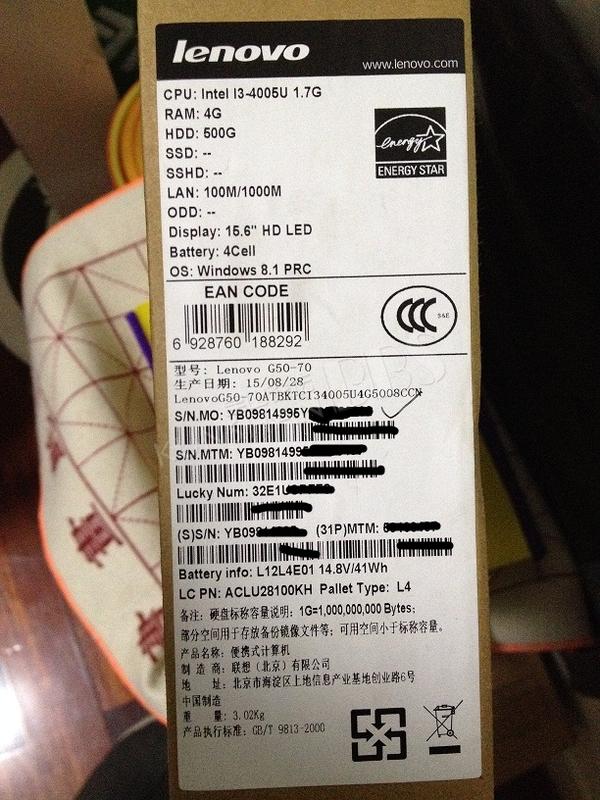 lenovo
www.lenovo.com
CPU: Intel I3-4005U 1.7G
RAM: 4G
HDD: 500G
SSD: --
SSHD: --
LAN: 100M/1000M
ODD: --
Display: 15.6" HD LED
Battery: 4Cell
OS: Windows 8.1 PRC
energy
ENERGY STAR
EAN CODE
S&E
6 928760 188292
型号: Lenovo G50-70
生产日期: 15/08/28
LenovoG50-70ATBKTCI34005U4G5008CCN
S/N.MO: YB09814995Y
S/N.MTM: YB0981499
Lucky Num: 32E1
(S)S/N: YB09 (31P)MTM:
Battery info: L12L4E01 14.8V/41Wh
LC PN: ACLU28100KH Pallet Type: L4
备注: 硬盘标称容量说明: 1G=1,000,000,000 Bytes;
部分空间用于存放备份镜像文件等; 可用空间小于标称容量。
产品名称: 便携式计算机
制 造 商: 联想 (北京) 有限公司
地 址: 北京市海淀区上地信息产业基地创业路6号
中国制造
重 量: 3.02Kg
产品执行标准: GB/T 9813-2000